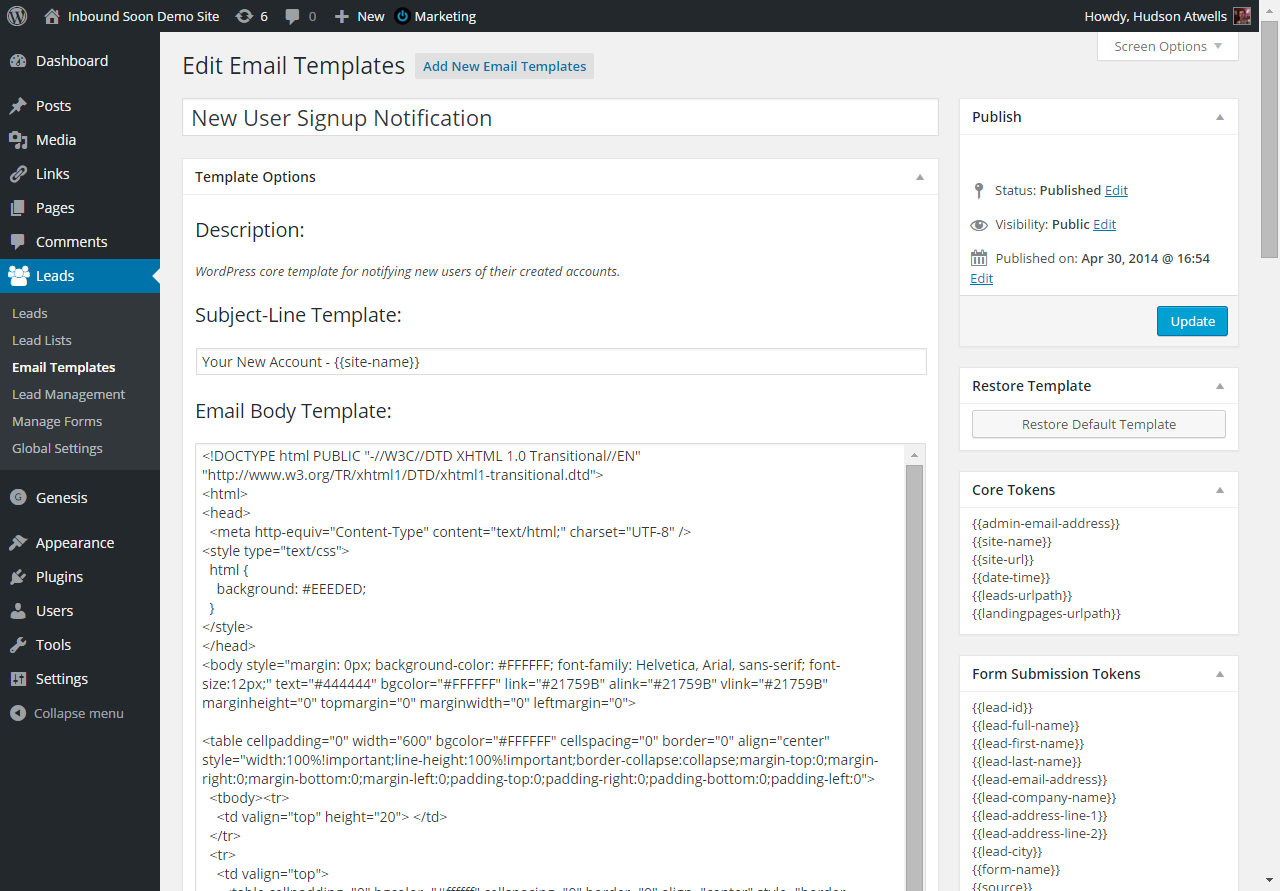 Inbound Soon Demo Site 6 0 New Marketing Howdy, Hudson Atwells
Screen Options
Dashboard
Posts
Media
Links
Pages
Comments
Leads
Leads
Lead Lists
Email Templates
Lead Management
Manage Forms
Global Settings
G Genesis
Appearance
Plugins
Users
Tools
Settings
Collapse menu
Edit Email Templates Add New Email Templates
New User Signup Notification
Template Options
Description:
WordPress core template for notifying new users of their created accounts.
Subject-Line Template:
Your New Account - {{site-name}}
Email Body Template:
<!DOCTYPE html PUBLIC "-//W3C//DTD XHTML 1.0 Transitional//EN"
"http://www.w3.org/TR/xhtml1/DTD/xhtml1-transitional.dtd">
<html>
<head>
<meta http-equiv="Content-Type" content="text/html;" charset="UTF-8" />
<style type="text/css">
html {
background: #EEEDED;
}
</style>
</head>
<body style="margin: 0px; background-color: #FFFFFF; font-family: Helvetica, Arial, sans-serif; font-
size:12px;" text="#444444" bgcolor="#FFFFFF" link="#21759B" alink="#21759B" vlink="#21759B"
marginheight="0" topmargin="0" marginwidth="0" leftmargin="0">
<table cellpadding="0" width="600" bgcolor="#FFFFFF" cellspacing="0" border="0" align="center"
style="width:100%!important;line-height:100%!important;border-collapse:collapse;margin-top:0;margin-
right:0;margin-bottom:0;margin-left:0;padding-top:0;padding-right:0;padding-bottom:0;padding-left:0">
<tbody><tr>
<td valign="top" height="20"> </td>
</tr>
<tr>
<td valign="top">
<table cellpadding="0" bgcolor="#ffffff" cellspacing="0" border="0" align="center" style="border-
Publish
Status: Published Edit
Visibility: Public Edit
Published on: Apr 30, 2014 @ 16:54
Edit
Update
Restore Template
Restore Default Template
Core Tokens
{{admin-email-address}}
{{site-name}}
{{site-url}}
{{date-time}}
{{leads-urlpath}}
{{landingpages-urlpath}}
Form Submission Tokens
{{lead-id}}
{{lead-full-name}}
{{lead-first-name}}
{{lead-last-name}}
{{lead-email-address}}
{{lead-company-name}}
{{lead-address-line-1}}
{{lead-address-line-2}}
{{lead-city}}
{{form-name}}
{{source}}